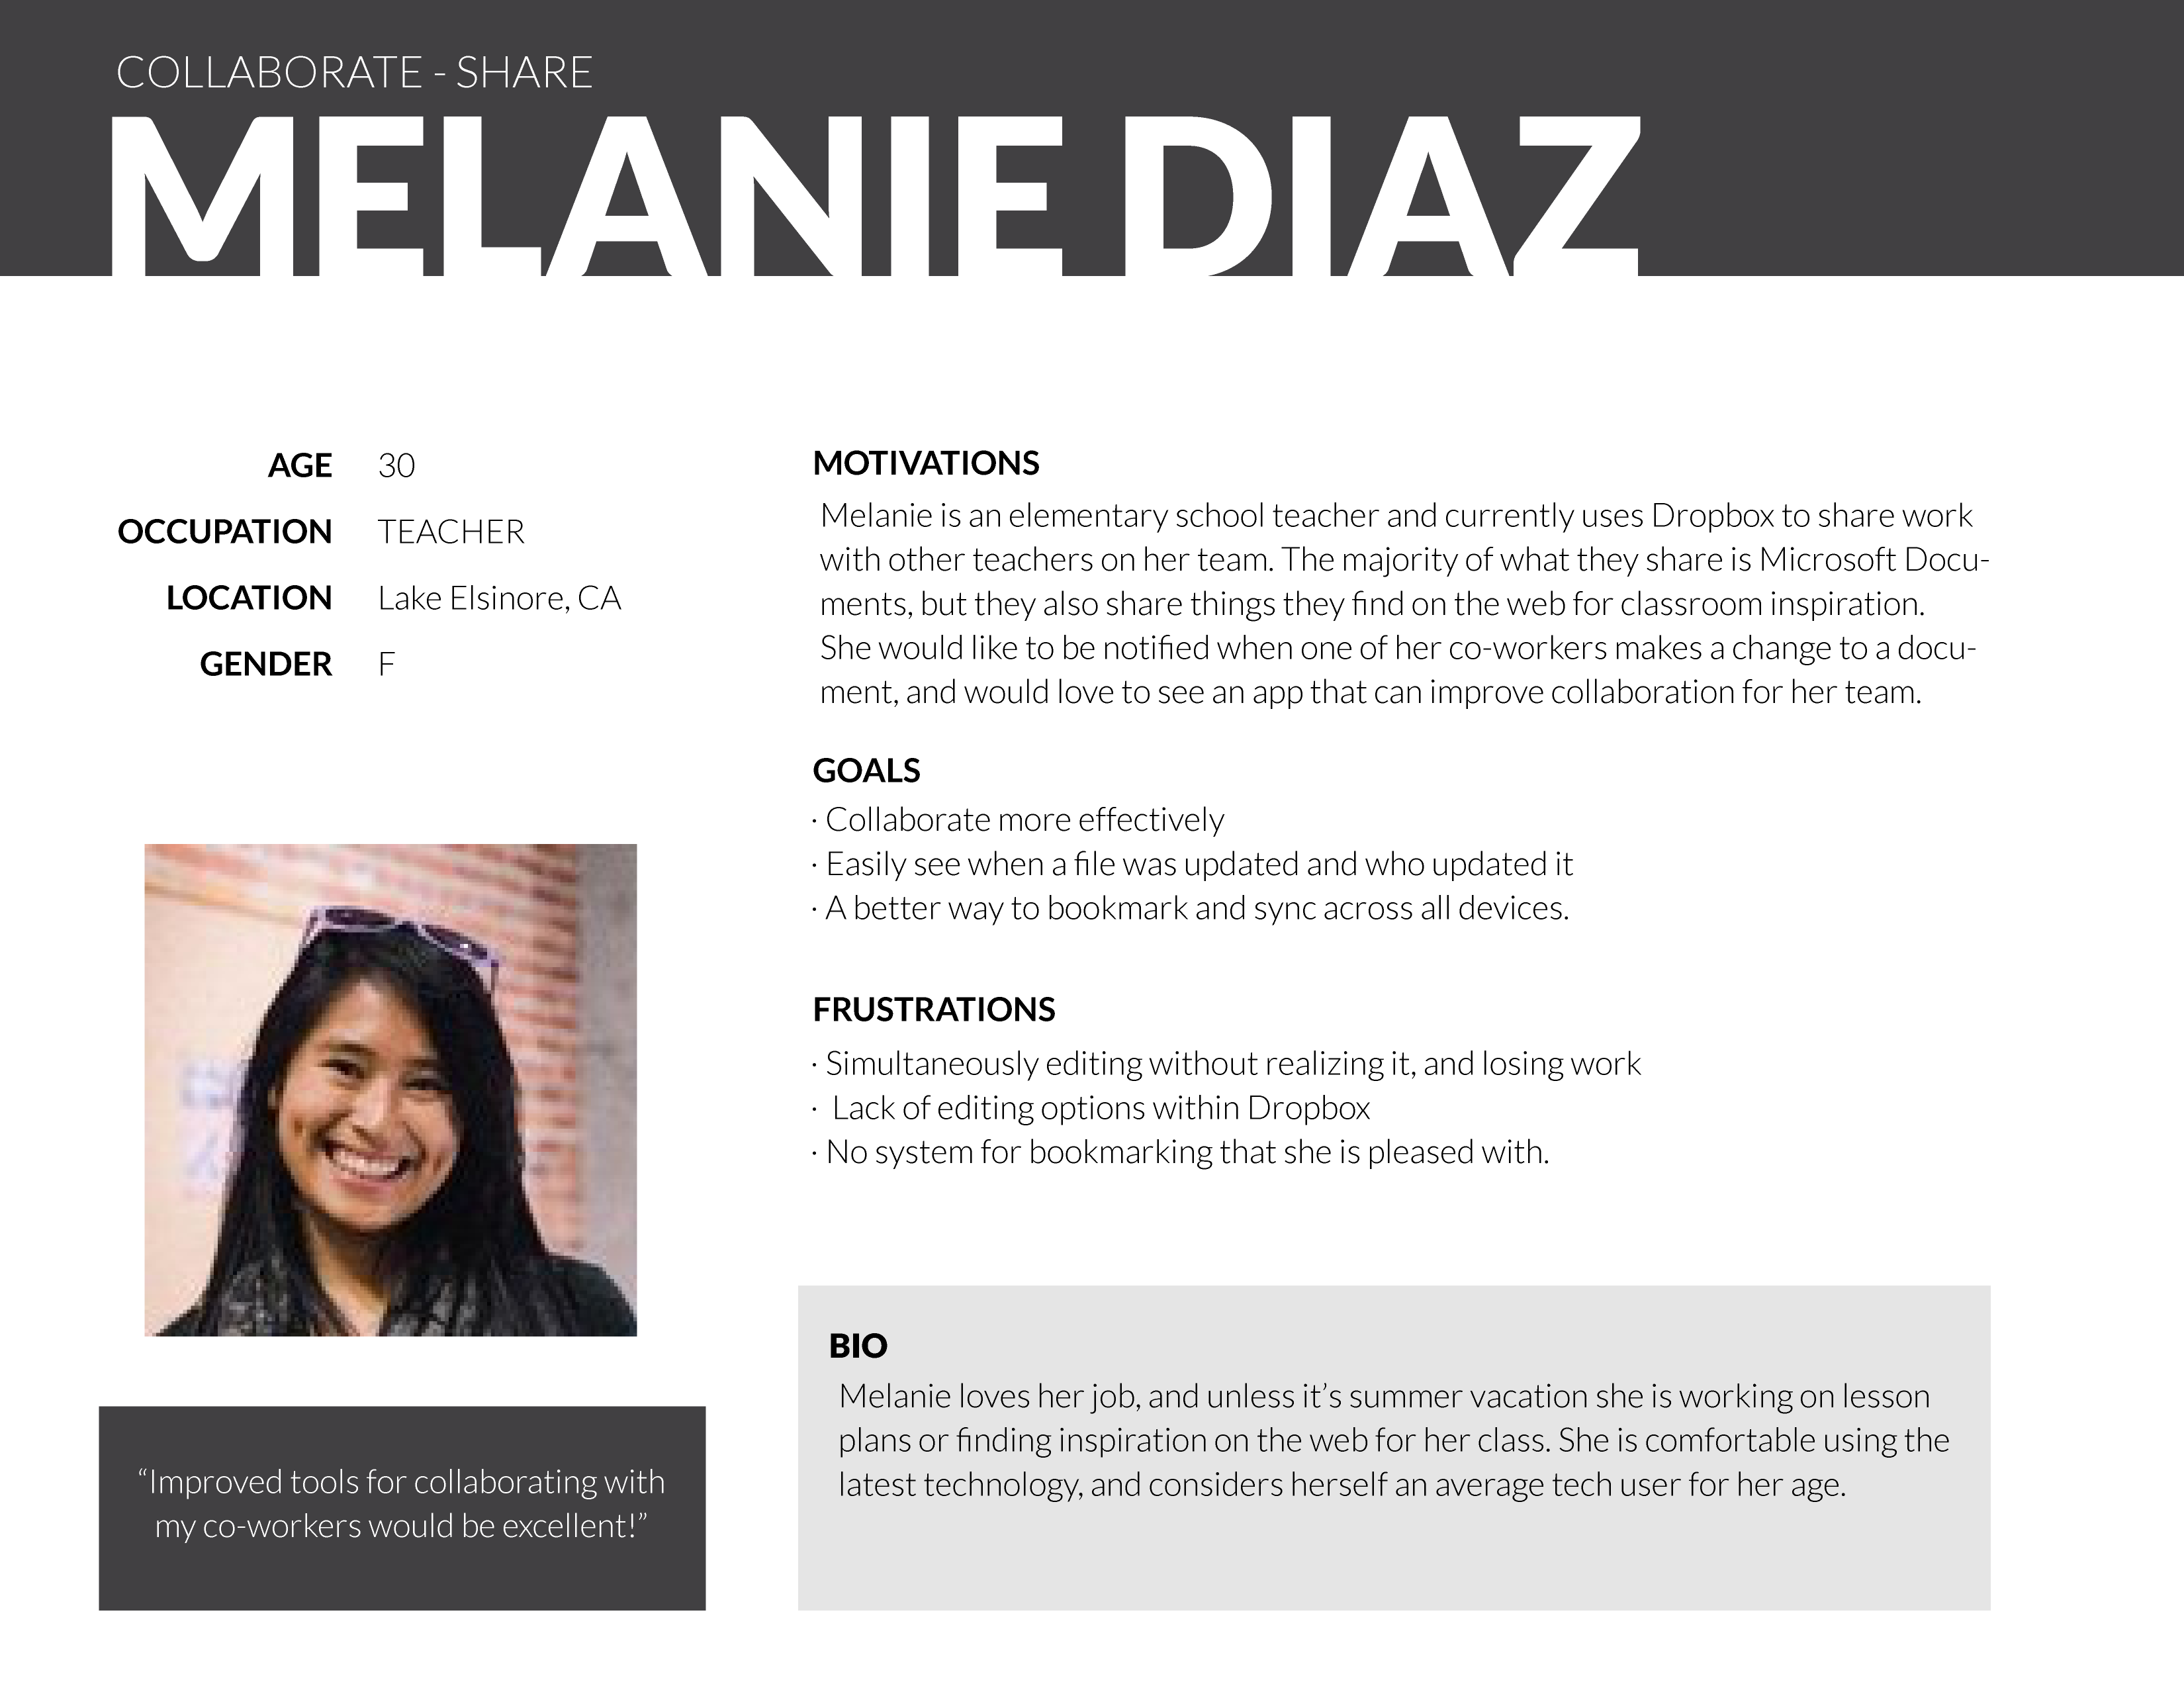 COLLABORATE - SHARE
MELANIE DIAZ
AGE 30
OCCUPATION TEACHER
LOCATION Lake Elsinore, CA
GENDER F
“Improved tools for collaborating with
my co-workers would be excellent!”
MOTIVATIONS
Melanie is an elementary school teacher and currently uses Dropbox to share work
with other teachers on her team. The majority of what they share is Microsoft Docu-
ments, but they also share things they find on the web for classroom inspiration.
She would like to be notified when one of her co-workers makes a change to a docu-
ment, and would love to see an app that can improve collaboration for her team.
GOALS
· Collaborate more effectively
· Easily see when a file was updated and who updated it
· A better way to bookmark and sync across all devices.
FRUSTRATIONS
· Simultaneously editing without realizing it, and losing work
· Lack of editing options within Dropbox
· No system for bookmarking that she is pleased with.
BIO
Melanie loves her job, and unless it’s summer vacation she is working on lesson
plans or finding inspiration on the web for her class. She is comfortable using the
latest technology, and considers herself an average tech user for her age.